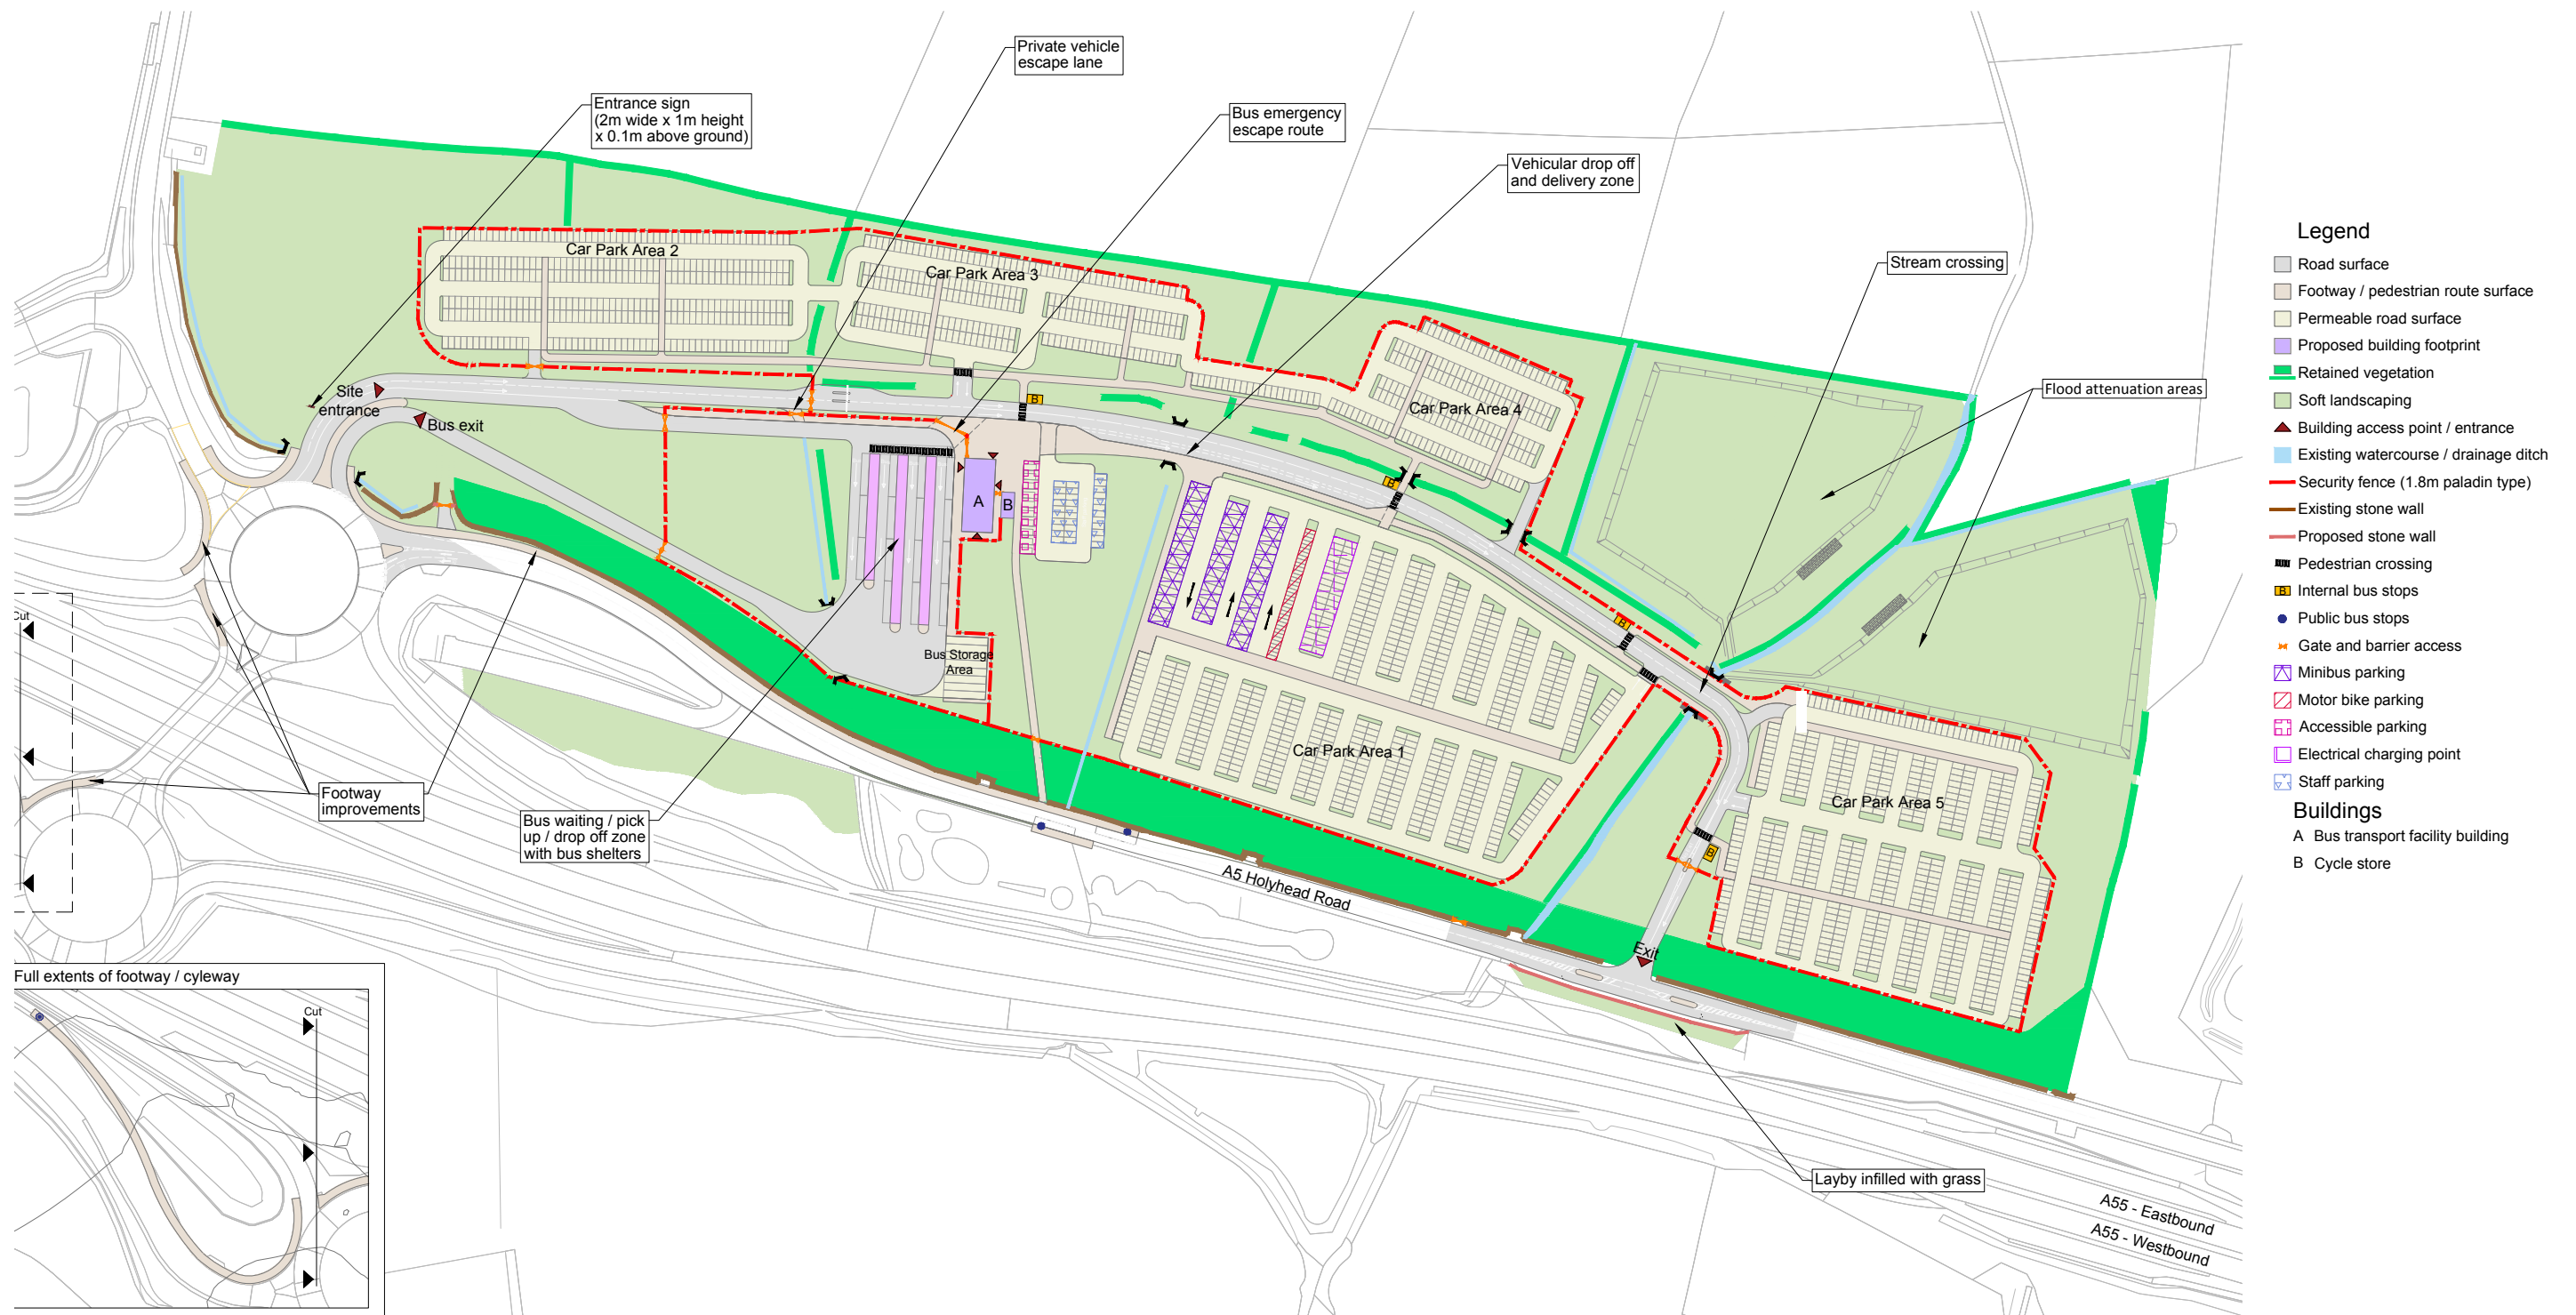 Private vehicle
escape lane
Entrance sign
(2m wide x 1m height
x 0.1m above ground)
Bus emergency
escape route
Vehicular drop off
and delivery zone
Stream crossing
Flood attenuation areas
Car Park Area 2
Car Park Area 3
Car Park Area 4
Site
entrance
Bus exit
B
B
A
B
B
Bus Storage
Area
Car Park Area 1
Car Park Area 5
B
Footway
improvements
Bus waiting / pick
up / drop off zone
with bus shelters
A5 Holyhead Road
Exit
Layby infilled with grass
A55 - Eastbound
A55 - Westbound
Cut
Full extents of footway / cyleway
Cut
Legend
Road surface
Footway / pedestrian route surface
Permeable road surface
Proposed building footprint
Retained vegetation
Soft landscaping
Building access point / entrance
Existing watercourse / drainage ditch
Security fence (1.8m paladin type)
Existing stone wall
Proposed stone wall
Pedestrian crossing
B Internal bus stops
Public bus stops
Gate and barrier access
Minibus parking
Motor bike parking
Accessible parking
Electrical charging point
Staff parking
Buildings
A Bus transport facility building
B Cycle store